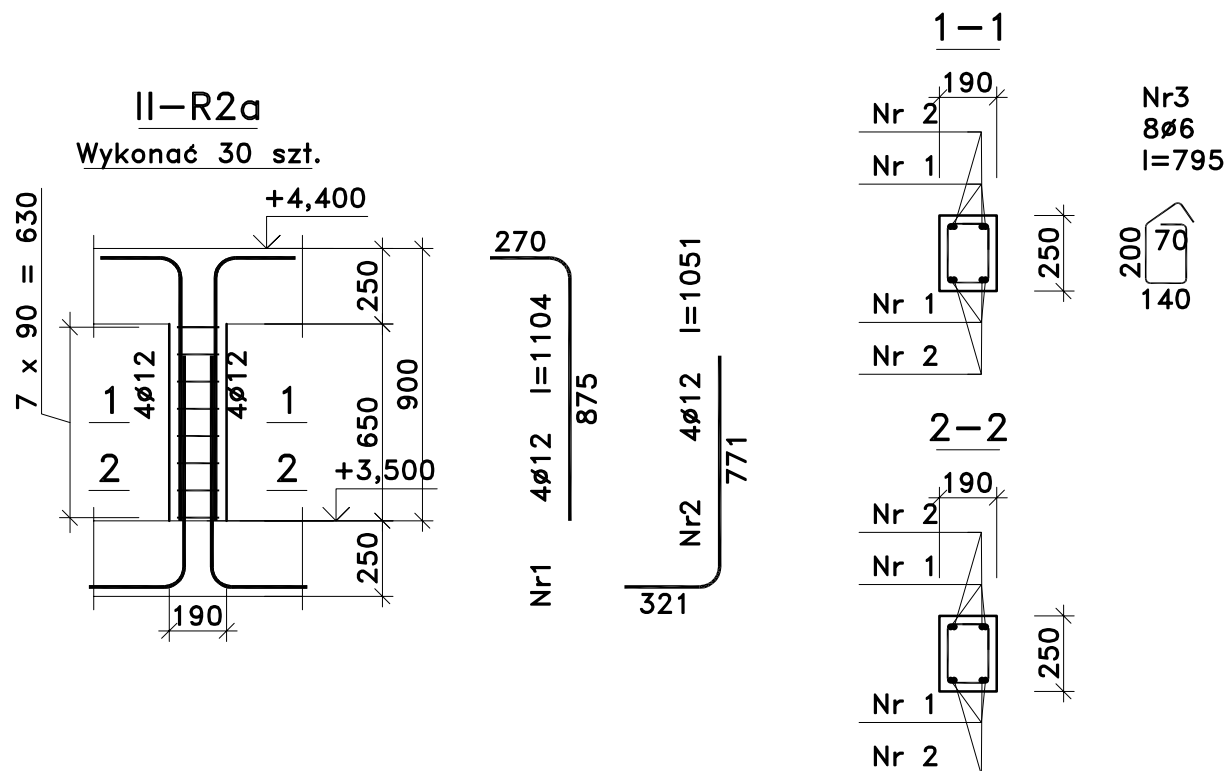 II-R2a
Wykonać 30 szt.
+4,400
7 x 90 = 630
250
900
650
4ø12
4ø12
1
1
2
2
+3,500
250
190
270
l=1104
875
4ø12
Nr1
l=1051
4ø12
771
Nr2
321
1-1
190
Nr 2
Nr 1
250
Nr 1
Nr 2
Nr3
8ø6
l=795
200
70
140
2-2
190
Nr 2
Nr 1
250
Nr 1
Nr 2